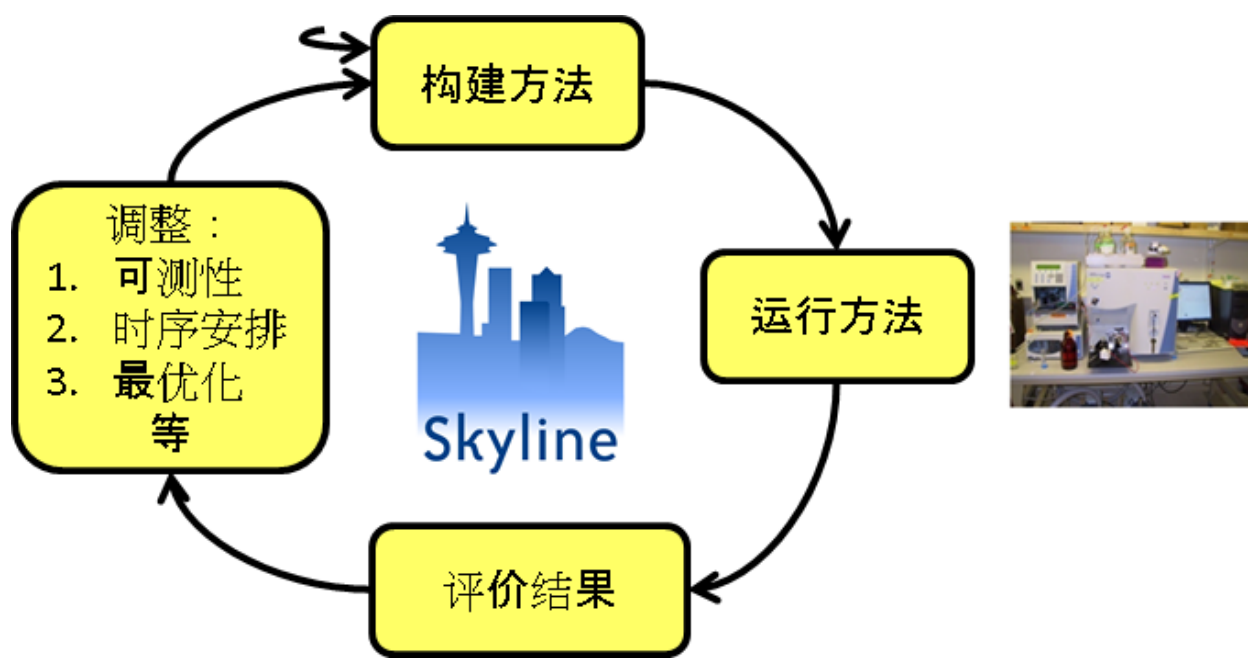 构建方法
运行方法
评价结果
调整：
1. 可测性
2. 时序安排
3. 最优化
等
Skyline